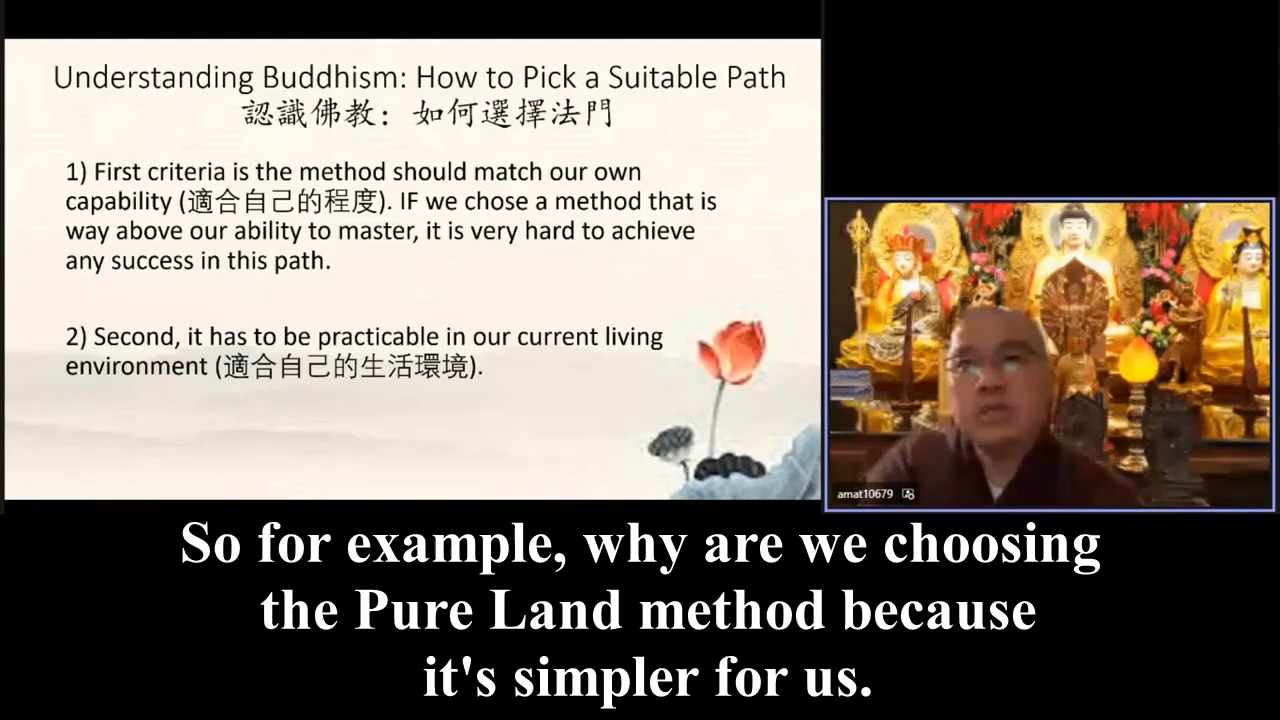 Understanding Buddhism: How to Pick a Suitable Path
認識佛教: 如何選擇法門
1) First criteria is the method should match our own
capability (適合自己的程度). IF we chose a method that is
way above our ability to master, it is very hard to achieve
any success in this path.
2) Second, it has to be practicable in our current living
environment (適合自己的生活環境).
amat10679
So for example, why are we choosing
the Pure Land method because
it's simpler for us.